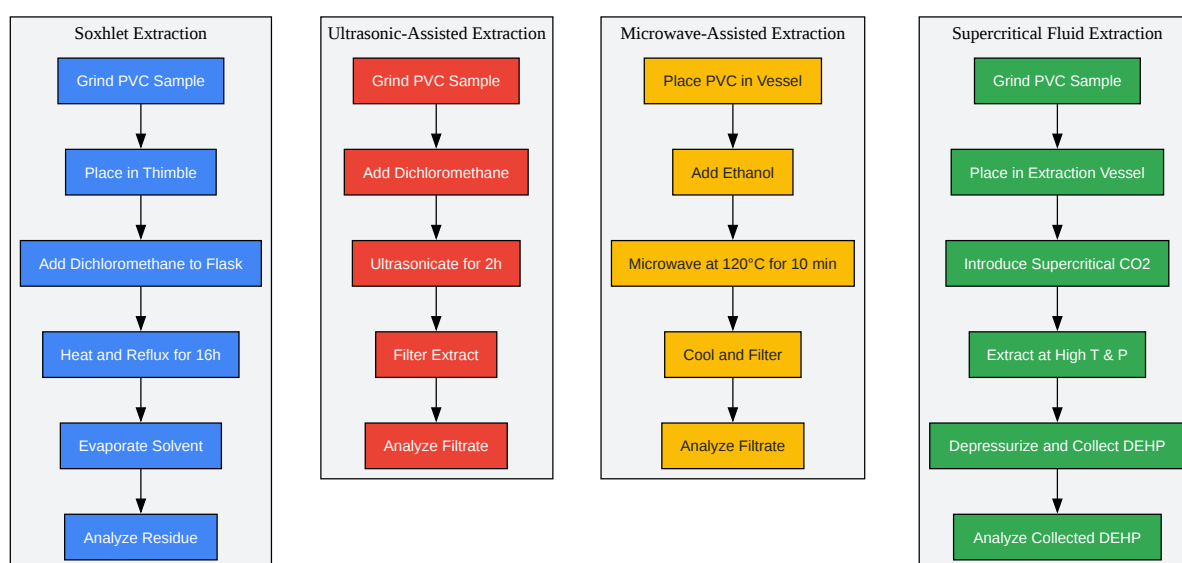 Soxhlet Extraction
Grind PVC Sample
Place in Thimble
Add Dichloromethane to Flask
Heat and Reflux for 16h
Evaporate Solvent
Analyze Residue
Ultrasonic-Assisted Extraction
Grind PVC Sample
Add Dichloromethane
Ultrasonicate for 2h
Filter Extract
Analyze Filtrate
Microwave-Assisted Extraction
Place PVC in Vessel
Add Ethanol
Microwave at 120°C for 10 min
Cool and Filter
Analyze Filtrate
Supercritical Fluid Extraction
Grind PVC Sample
Place in Extraction Vessel
Introduce Supercritical CO2
Extract at High T & P
Depressurize and Collect DEHP
Analyze Collected DEHP